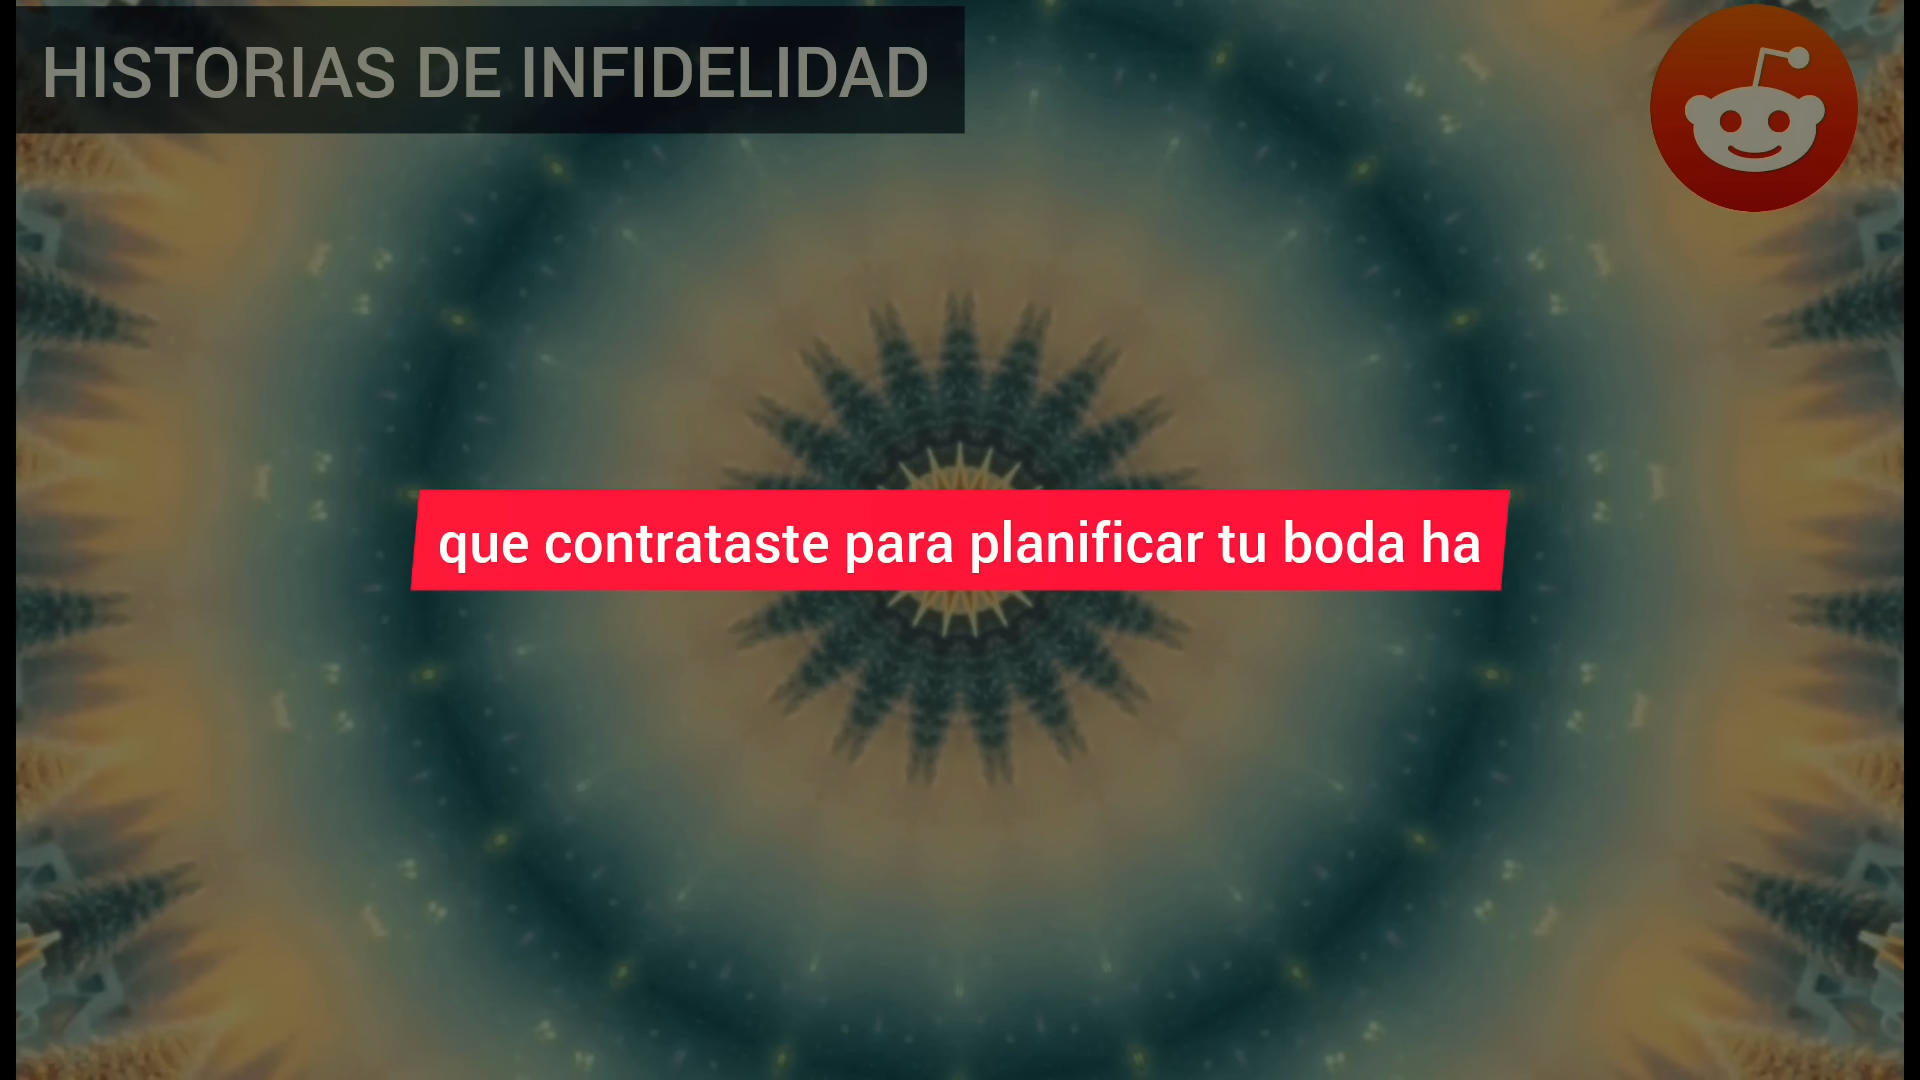 HISTORIAS DE INFIDELIDAD
que contrataste para planificar tu boda ha